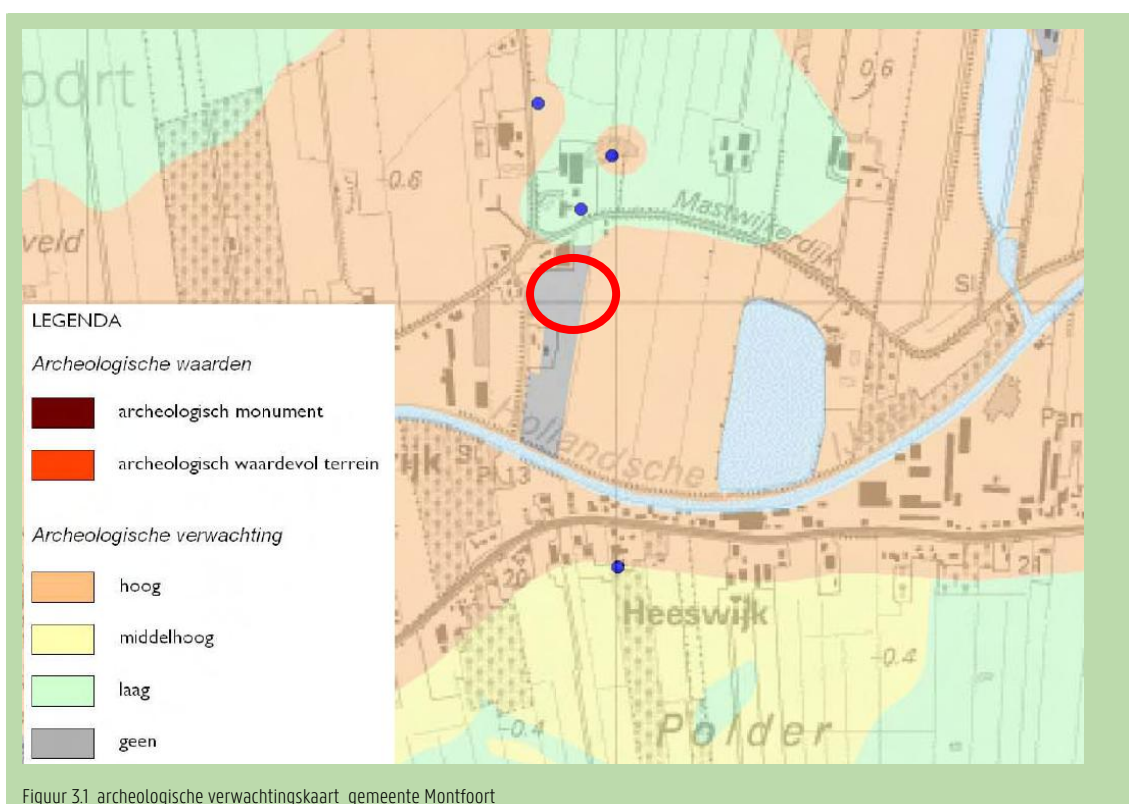 oort
0.6
-0.6
Mastwijkerdijk
veld
LEGENDA
Archeologische waarden
archeologisch monument
archeologisch waardevol terrein
Archeologische verwachting
hoog
middelhoog
laag
geen
Hollandsche
IJssel
Pan
Pl. 13
20
21
Heeswijk
-0.4
-0.4
Polder
Figuur 3.1 archeologische verwachtingskaart gemeente Montfoort